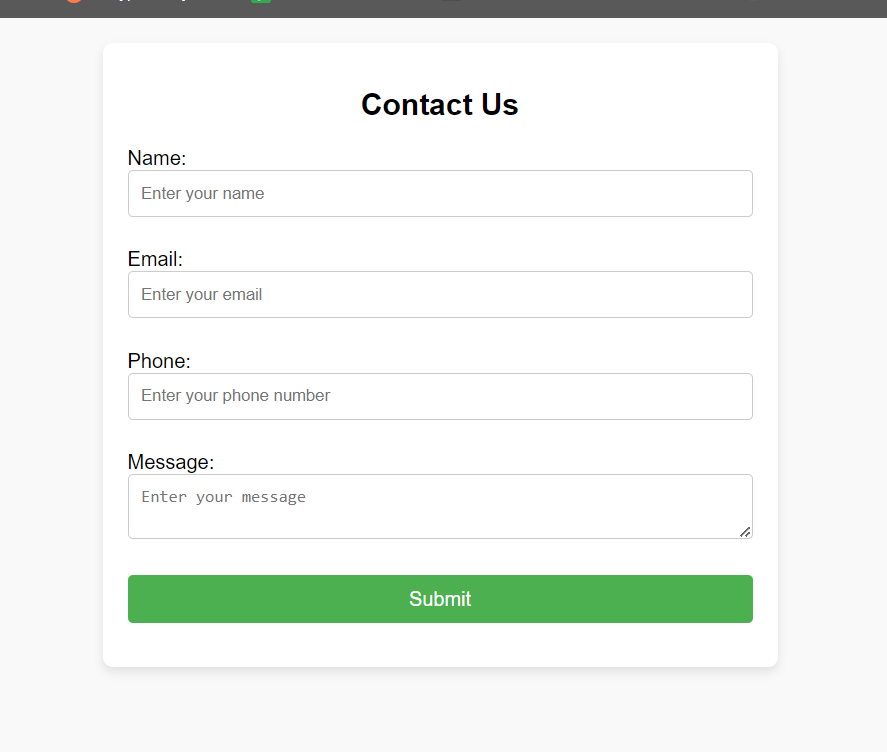 Contact Us
Name:
Enter your name
Email:
Enter your email
Phone:
Enter your phone number
Message:
Enter your message
Submit